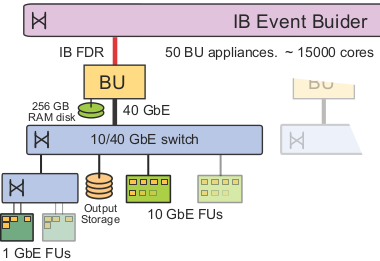 IB Event Buider
IB FDR
50 BU appliances. ~ 15000 cores
BU
BU
256 GB
RAM disk
40 GbE
10/40 GbE switch
Output
Storage
10 GbE FUs
1 GbE FUs